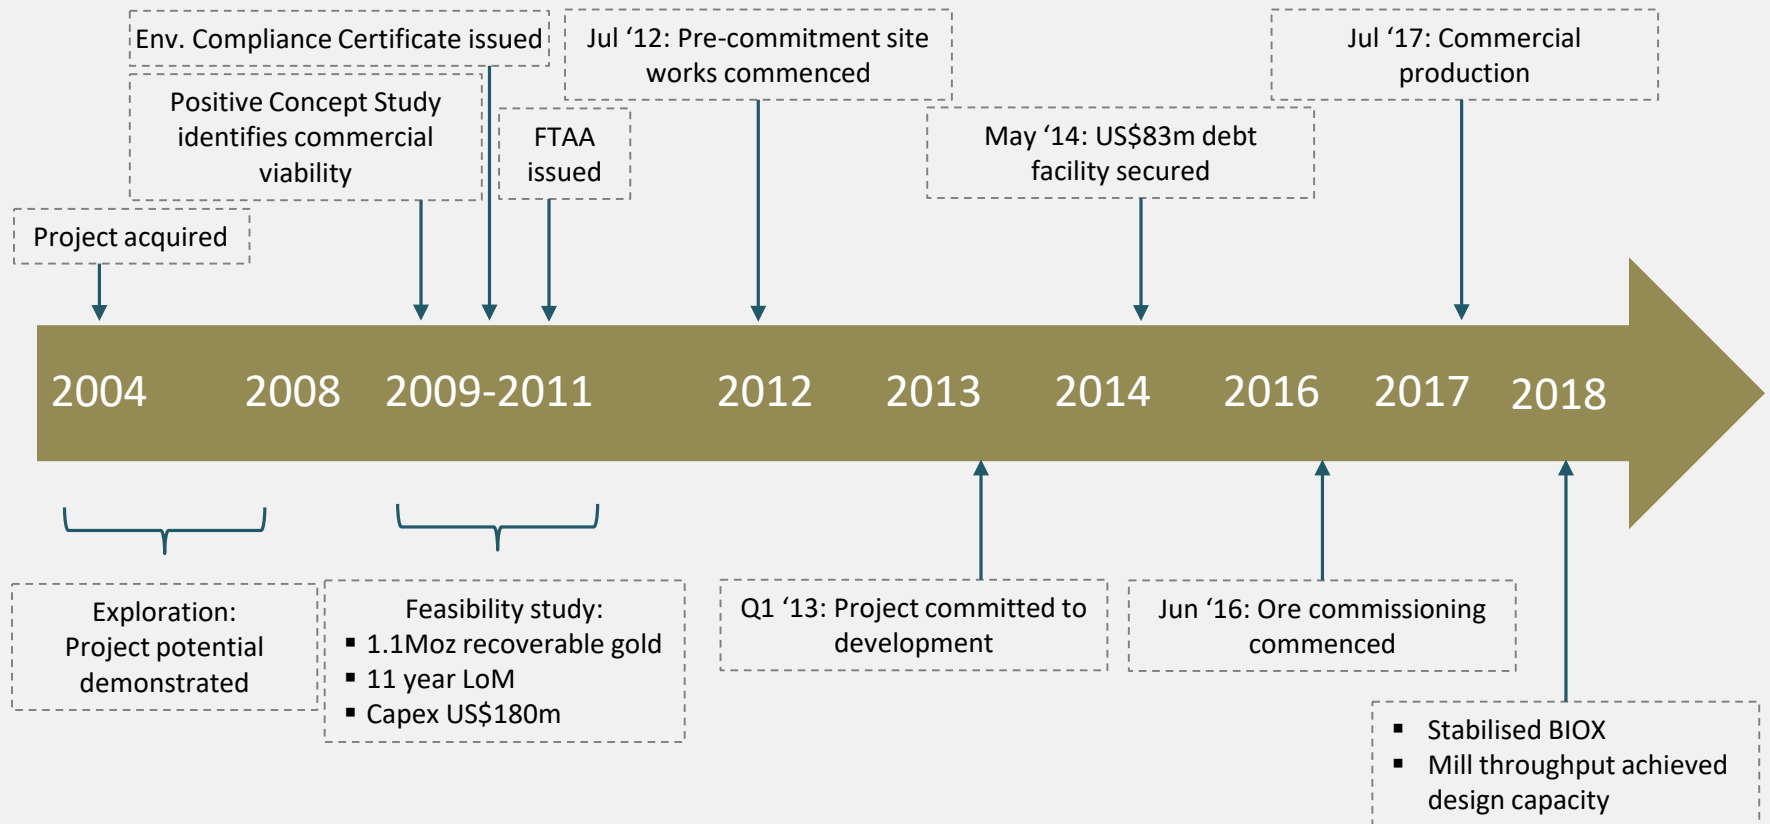 Env. Compliance Certificate issued
Jul ‘12: Pre-commitment site
works commenced
Jul ‘17: Commercial
production
Positive Concept Study
identifies commercial
viability
FTAA
issued
May ‘14: US$83m debt
facility secured
Project acquired
2004
2008
2009-2011
2012
2013
2014
2016
2017
2018
Exploration:
Project potential
demonstrated
Feasibility study:
▪ 1.1Moz recoverable gold
▪ 11 year LoM
▪ Capex US$180m
Q1 ‘13: Project committed to
development
Jun ‘16: Ore commissioning
commenced
▪ Stabilised BIOX
▪ Mill throughput achieved
design capacity